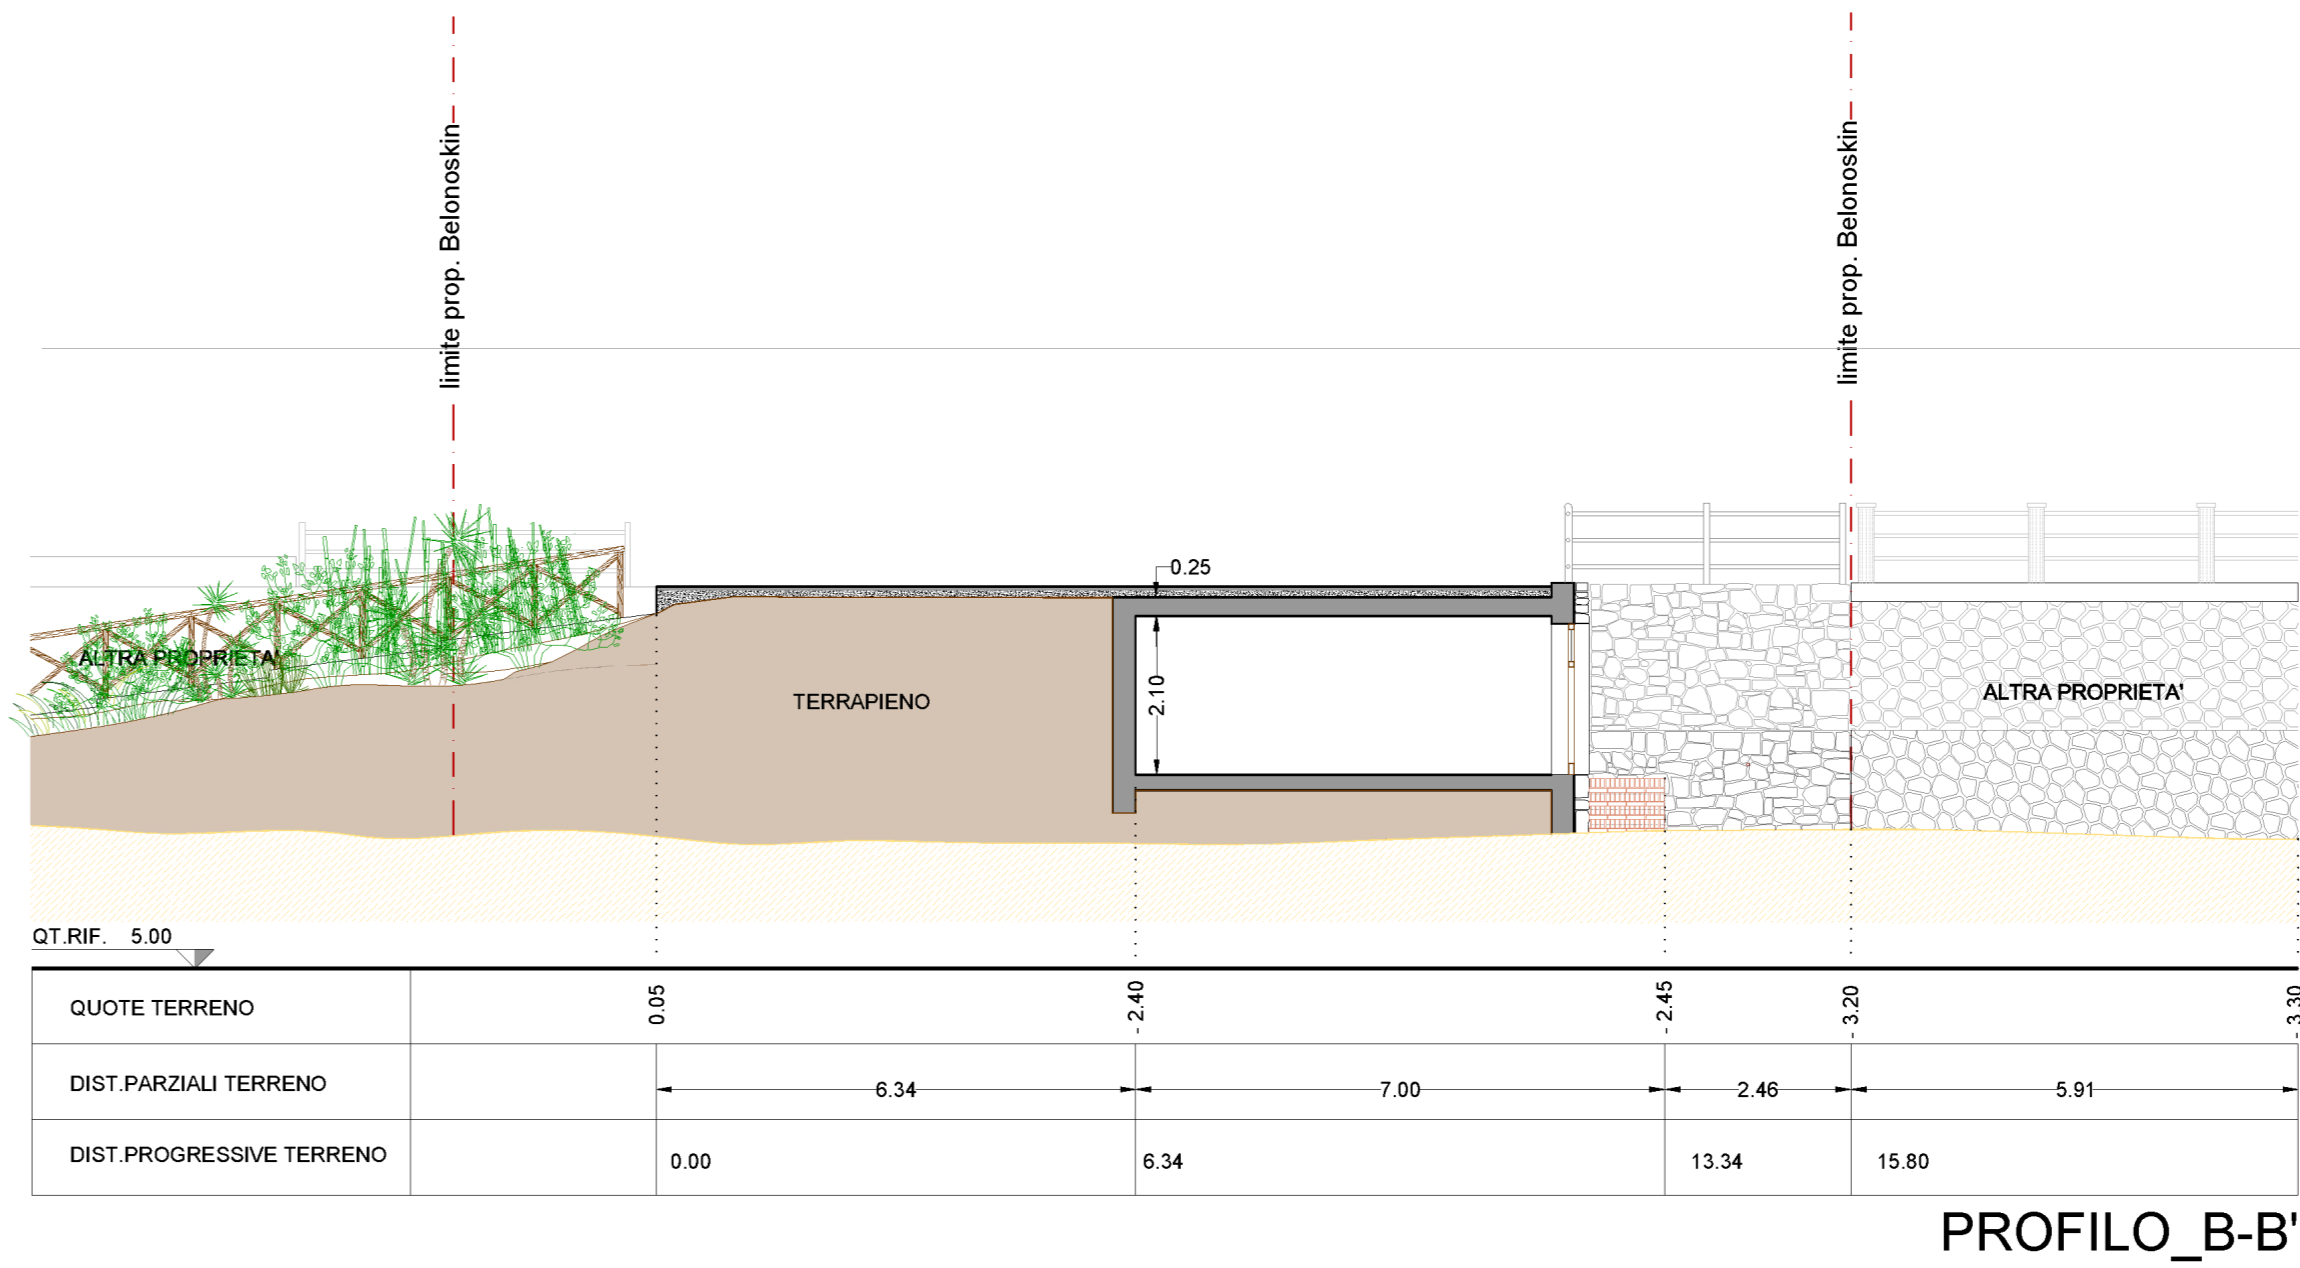 limite prop. Belonoskin
limite prop. Belonoskin
0.25
ALTRA PROPRIETA'
TERRAPIENO
2.10
ALTRA PROPRIETA'
QT.RIF. 5.00
QUOTE TERRENO 0.05 - 2.40 - 2.45 - 3.20 - 3.30
DIST.PARZIALI TERRENO 6.34 7.00 2.46 5.91
DIST.PROGRESSIVE TERRENO 0.00 6.34 13.34 15.80
PROFILO_B-B'